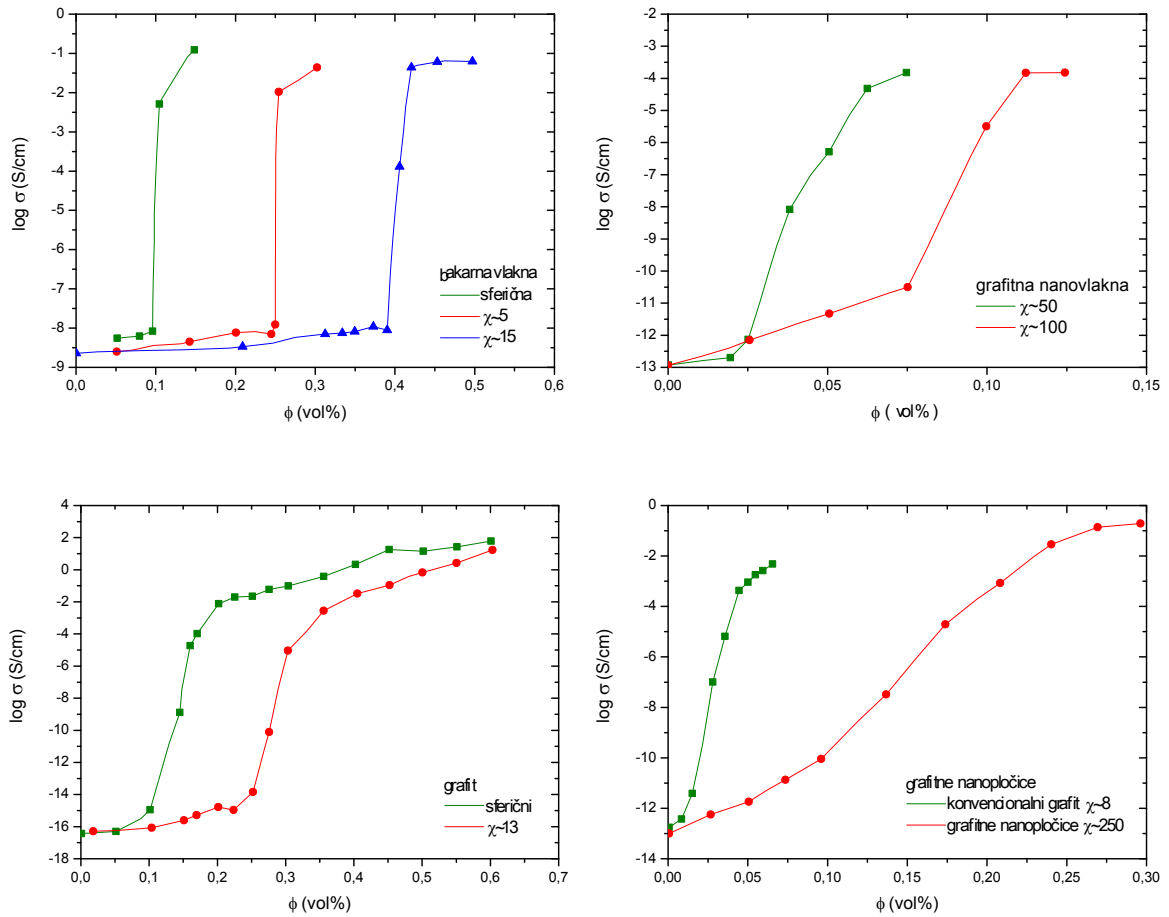 log σ (S/cm)
0
-1
-2
-3
-4
-5
-6
-7
-8
-9
0,0 0,1 0,2 0,3 0,4 0,5 0,6
ϕ (vol%)
bakarna vlakna
sferična
χ~5
χ~15
log σ (S/cm)
-2
-3
-4
-5
-6
-7
-8
-9
-10
-11
-12
-13
0,00 0,05 0,10 0,15
ϕ ( vol%)
grafitna nanovlakna
χ~50
χ~100
log σ (S/cm)
4
2
0
-2
-4
-6
-8
-10
-12
-14
-16
-18
0,0 0,1 0,2 0,3 0,4 0,5 0,6 0,7
ϕ (vol%)
grafit
sferični
χ~13
log σ (S/cm)
0
-2
-4
-6
-8
-10
-12
-14
0,00 0,05 0,10 0,15 0,20 0,25 0,30
ϕ (vol%)
grafitne nanopločice
konvencionalni grafit χ~8
grafitne nanopločice χ~250